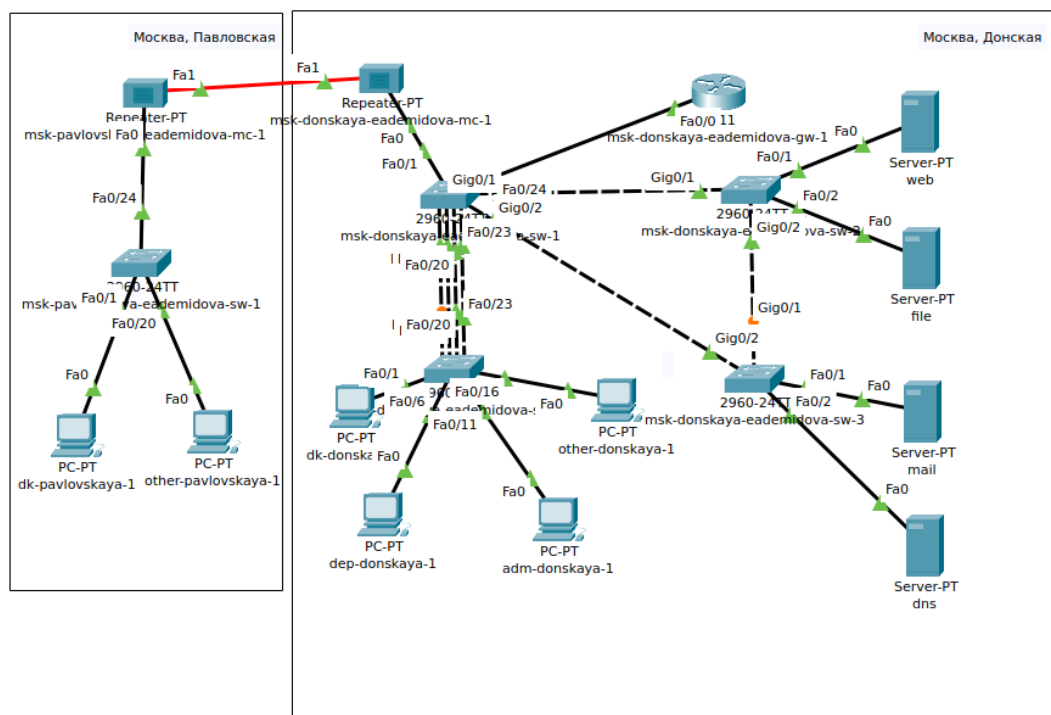 Москва, Павловская
Москва, Донская
Fa1
Fa1
Repeater-PT
Fa0
eademidova-mc-1
Repeater-PT
msk-donskaya-eademidova-mc-1
Fa0
Fa0/1
Fa0/0
11
msk-donskaya-eademidova-gw-1
Fa0
Fa0/1
Server-PT
web
Gig0/1
Fa0/24
Gig0/2
Gig0/1
Fa0/2
Fa0
Gig0/2
Server-PT
file
Fa0/24
Fa0/23
Fa0/20
Fa0/1
eademidova-sw-1
Fa0/20
Gig0/1
Fa0/23
Fa0/20
Gig0/2
Fa0
Fa0
PC-PT
dk-pavlovskaya-1
PC-PT
other-pavlovskaya-1
Fa0/1
Fa0/6
Fa0/16
Fa0/11
PC-PT
Fa0
Fa0
PC-PT
other-donskaya-1
Fa0/1
Fa0
Fa0/2
2960-24TT
msk-donskaya-eademidova-sw-3
Server-PT
mail
Fa0
PC-PT
dep-donskaya-1
PC-PT
adm-donskaya-1
Fa0
Server-PT
dns